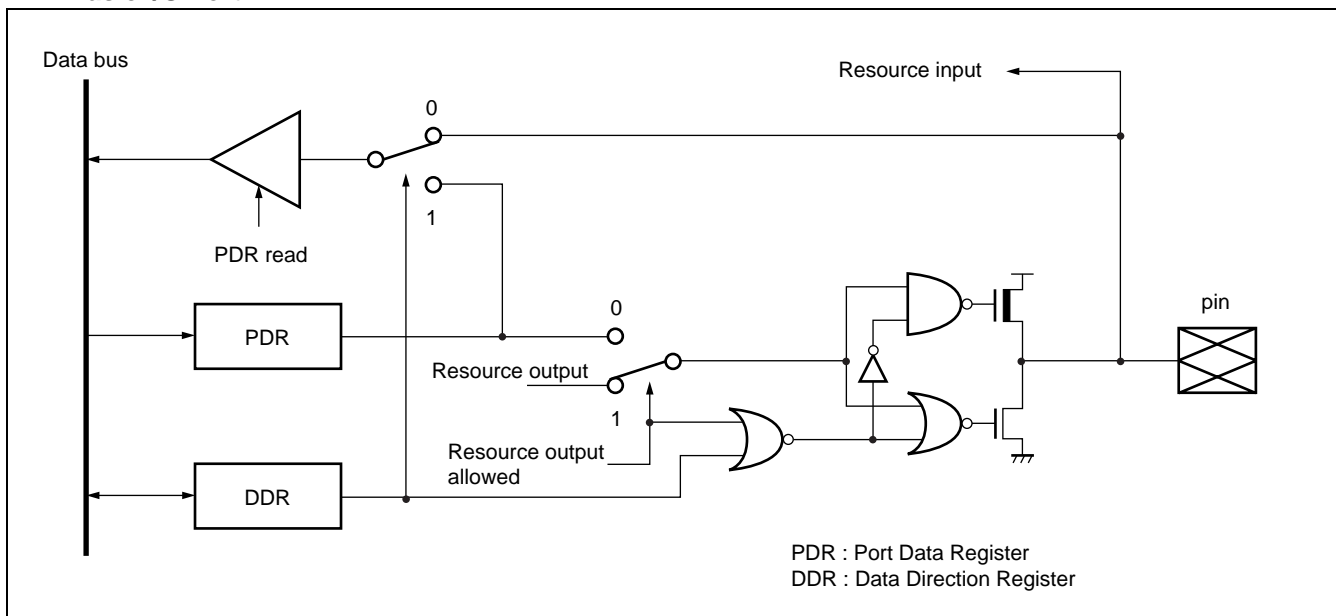 Data bus
Resource input
0
1
PDR read
pin
0
PDR
Resource output
1
Resource output
allowed
DDR
PDR : Port Data Register
DDR : Data Direction Register